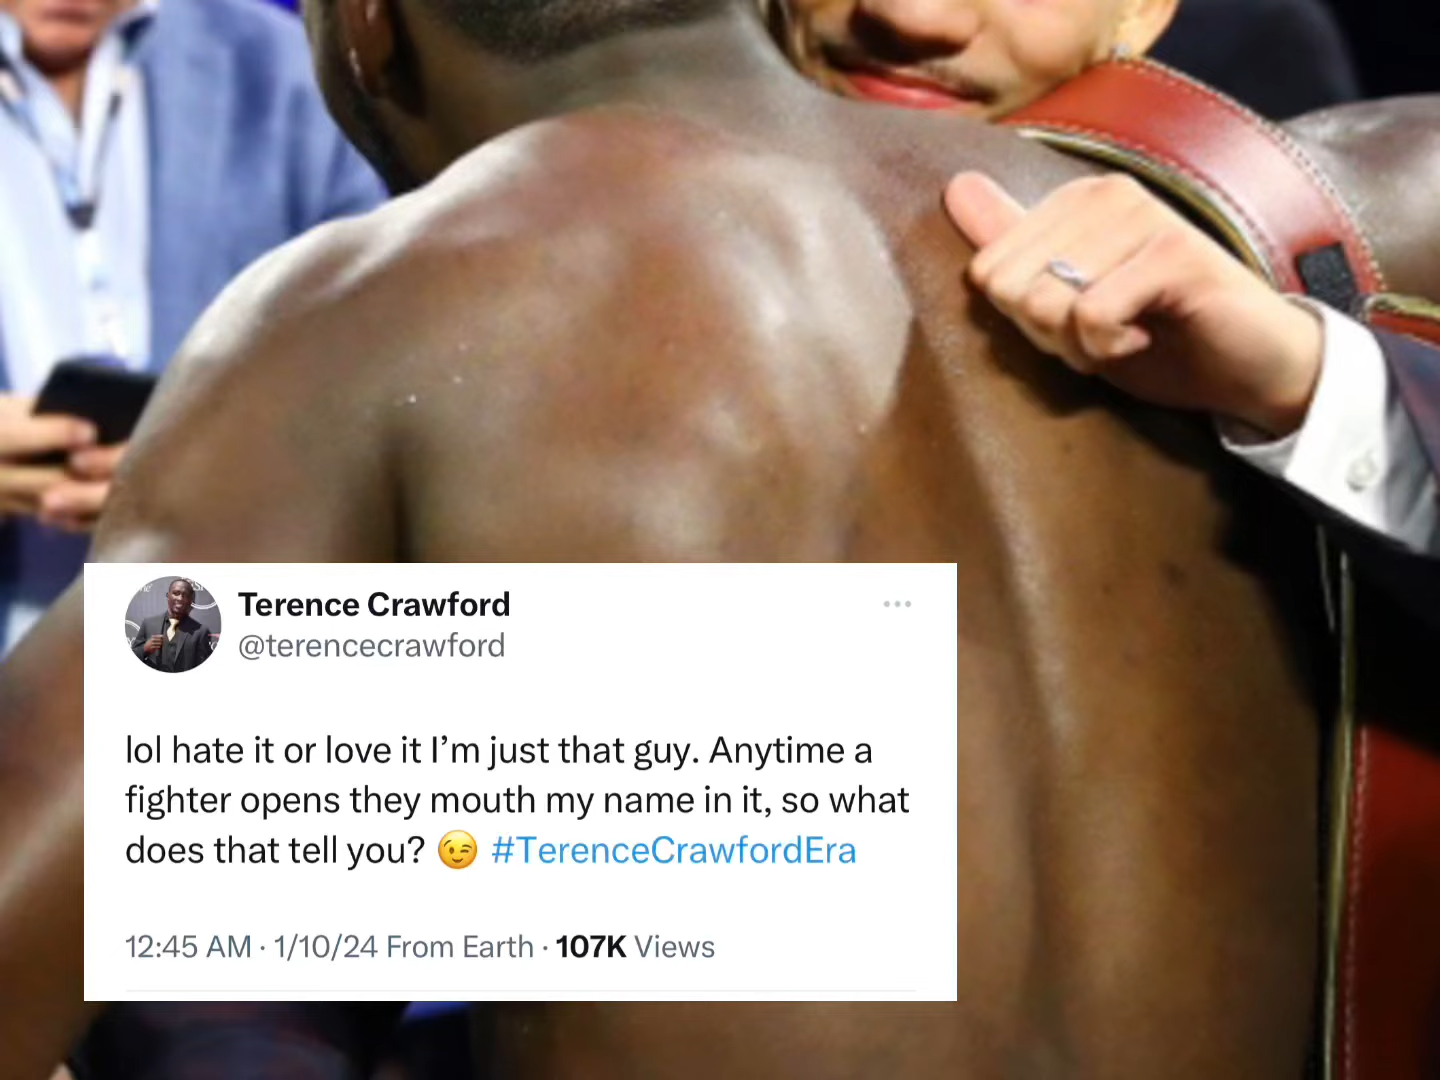 Terence Crawford
@terencecrawford
lol hate it or love it I’m just that guy. Anytime a
fighter opens they mouth my name in it, so what
does that tell you? 😉 #TerenceCrawfordEra
12:45 AM · 1/10/24 From Earth · 107K Views